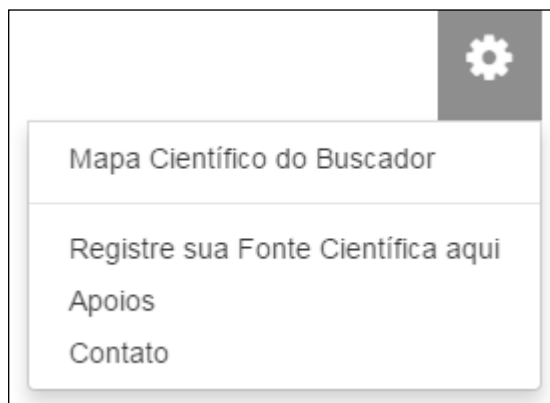 Mapa Científico do Buscador
Registre sua Fonte Científica aqui
Apoios
Contato